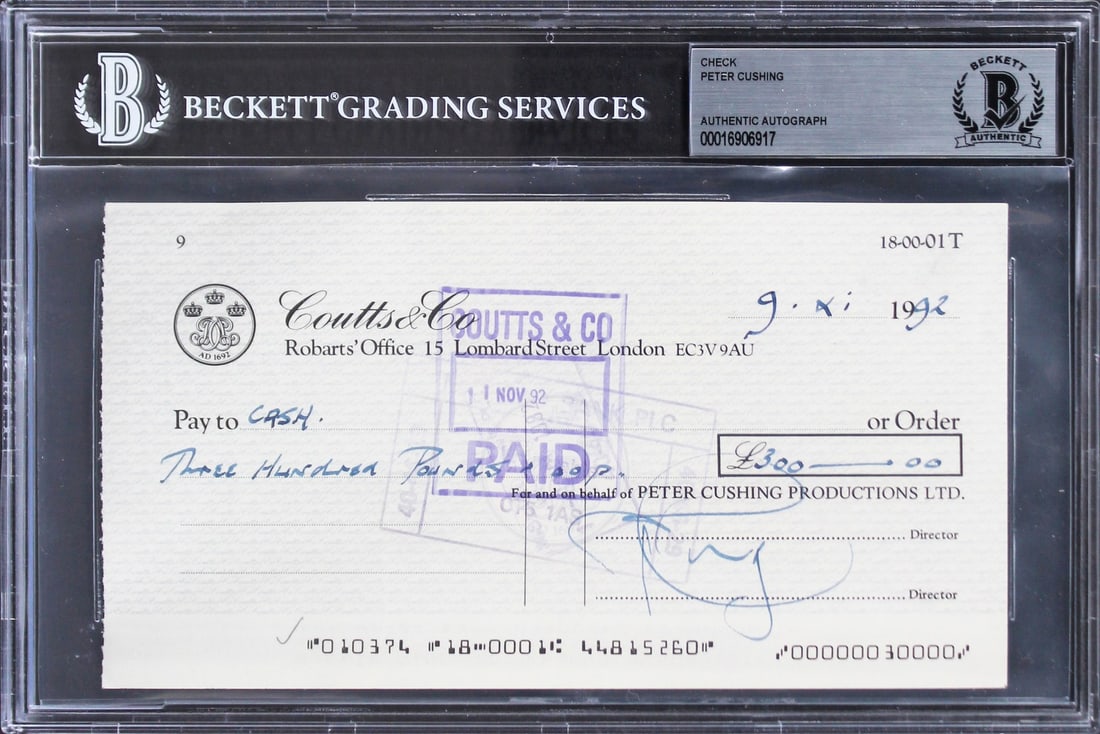 BECKETT® GRADING SERVICES
CHECK
PETER CUSHING
AUTHENTIC AUTOGRAPH
00016906917
BECKETT
B
AUTHENTIC
9
18-00-01T
AD 1692
Coutts & Co
9 . xi 1992
Robarts' Office 15 Lombard Street London EC3V 9AU
COUTTS & CO
11 NOV 92
PAID
BANK PLC
Pay to CASH. or Order
Three Hundred Pounds & 00p.
£300 — . 00
For and on behalf of PETER CUSHING PRODUCTIONS LTD.
Director
Director
⑈010374 ⑈18⑉0001⑆ 44815260⑈ ⑇00000030000⑇